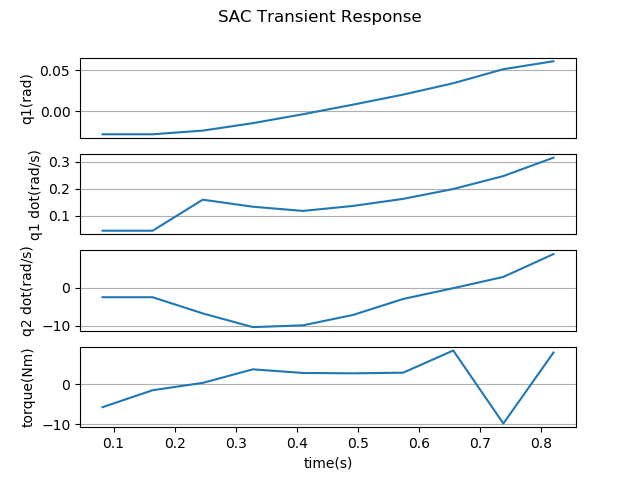 SAC Transient Response
q1(rad)
0.05
0.00
q1 dot(rad/s)
0.3
0.2
0.1
q2 dot(rad/s)
0
−10
torque(Nm)
0
−10
0.1 0.2 0.3 0.4 0.5 0.6 0.7 0.8
time(s)